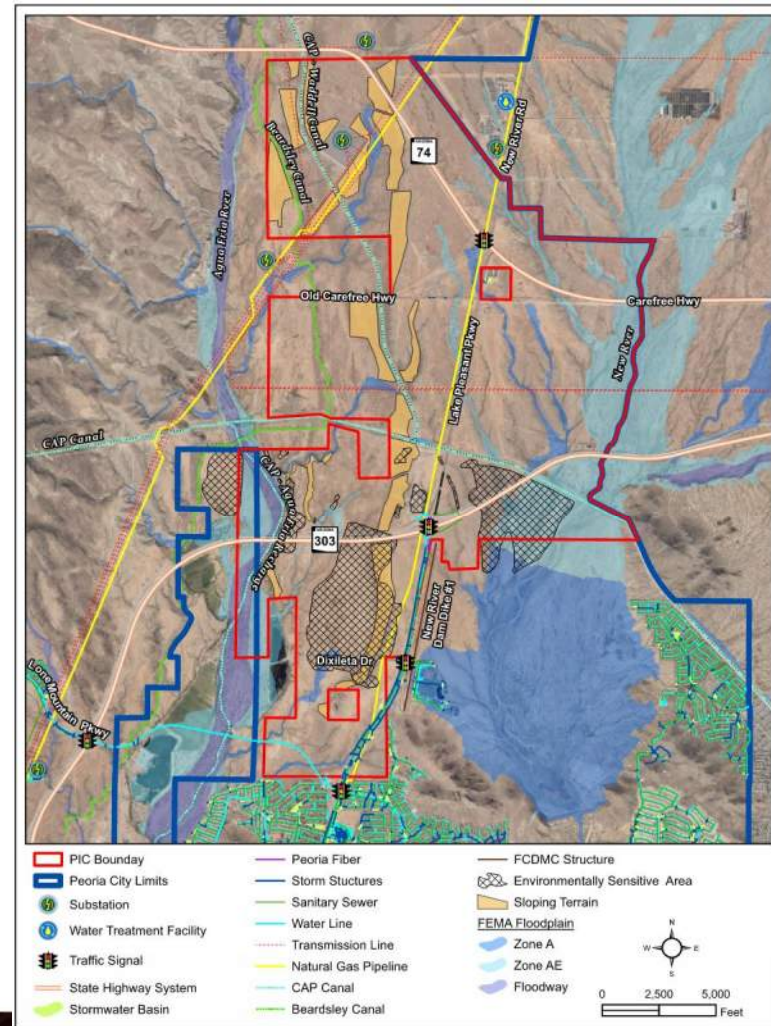 CAP - Waddell Canal
Beardsley Canal
New River Rd
74
Agua Fria Rver
Old Carefree Hwy
Carefree Hwy
New Rver
Lake Pleasant Pkwy
CAP Canal
CAP - Agua Fria Recharge
303
New River
Dam Dike #1
Dixileta Dr
Lone Mountain Pkwy
PIC Bounday
Peoria City Limits
Substation
Water Treatment Facility
Traffic Signal
State Highway System
Stormwater Basin
Peoria Fiber
Storm Stuctures
Sanitary Sewer
Water Line
Transmission Line
Natural Gas Pipeline
CAP Canal
Beardsley Canal
FCDMC Structure
Environmentally Sensitive Area
Sloping Terrain
FEMA Floodplain
Zone A
Zone AE
Floodway
N
W E
S
0 2,500 5,000
Feet